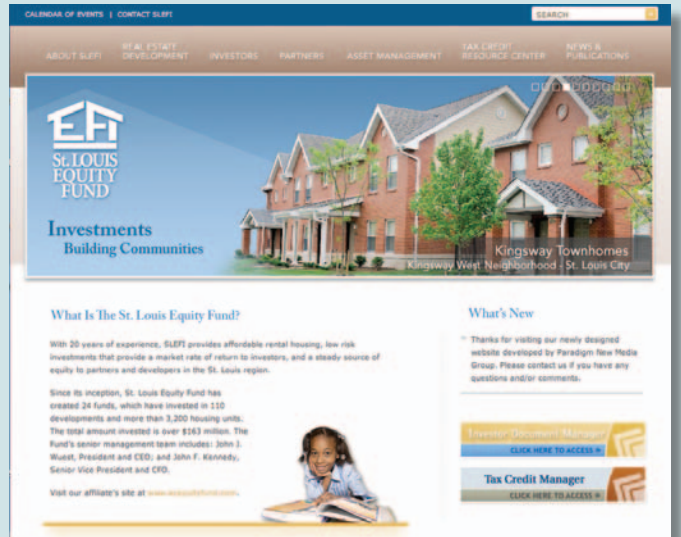 CALENDAR OF EVENTS | CONTACT SLEFI
SEARCH
ABOUT SLEFI
REAL ESTATE
DEVELOPMENT
INVESTORS
PARTNERS
ASSET MANAGEMENT
TAX CREDIT
RESOURCE CENTER
NEWS &
PUBLICATIONS
EFI
St. LOUIS
EQUITY
FUND
Investments
Building Communities
Kingsway Townhomes
Kingsway West Neighborhood - St. Louis City
What Is The St. Louis Equity Fund?
With 20 years of experience, SLEFI provides affordable rental housing, low risk
investments that provide a market rate of return to investors, and a steady source of
equity to partners and developers in the St. Louis region.
Since its inception, St. Louis Equity Fund has
created 24 funds, which have invested in 110
developments and more than 3,200 housing units.
The total amount invested is over $163 million. The
Fund's senior management team includes: John J.
Wuest, President and CEO; and John F. Kennedy,
Senior Vice President and CFO.
Visit our affiliate's site at
What's New
Thanks for visiting our newly designed
website developed by Paradigm New Media
Group. Please contact us if you have any
questions and/or comments.
Investor Document Manager
CLICK HERE TO ACCESS »
Tax Credit Manager
CLICK HERE TO ACCESS »